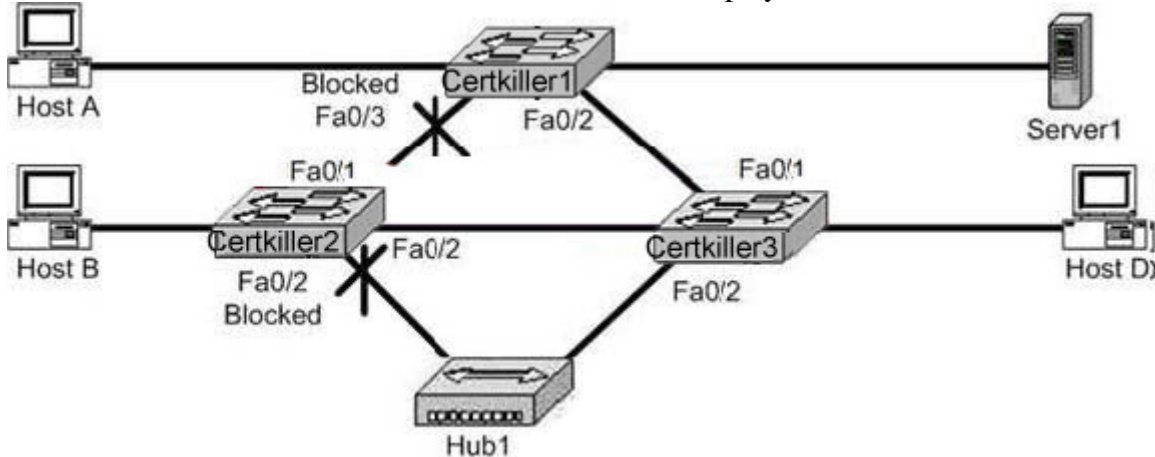 Blocked
Certkiller1
Host A
Fa0/3
Fa0/2
Server1
Fa0/1
Fa0/1
Certkiller2
Fa0/2
Certkiller3
Host B
Fa0/2
Fa0/2
Host D
Blocked
Hub1